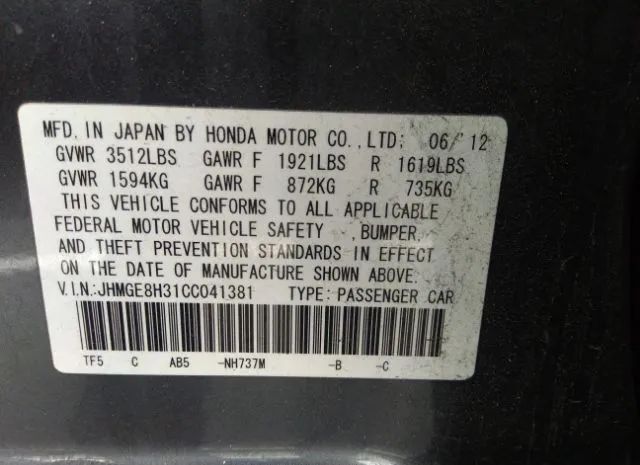 MFD. IN JAPAN BY HONDA MOTOR CO.,LTD: 06/'12
GVWR 3512LBS GAWR F 1921LBS R 1619LBS
GVWR 1594KG GAWR F 872KG R 735KG
THIS VEHICLE CONFORMS TO ALL APPLICABLE
FEDERAL MOTOR VEHICLE SAFETY ,BUMPER,
AND THEFT PREVENTION STANDARDS IN EFFECT
ON THE DATE OF MANUFACTURE SHOWN ABOVE.
V.I.N:JHMGE8H31CC041381 TYPE: PASSENGER CAR
TF5 C AB5 -NH737M -B -C